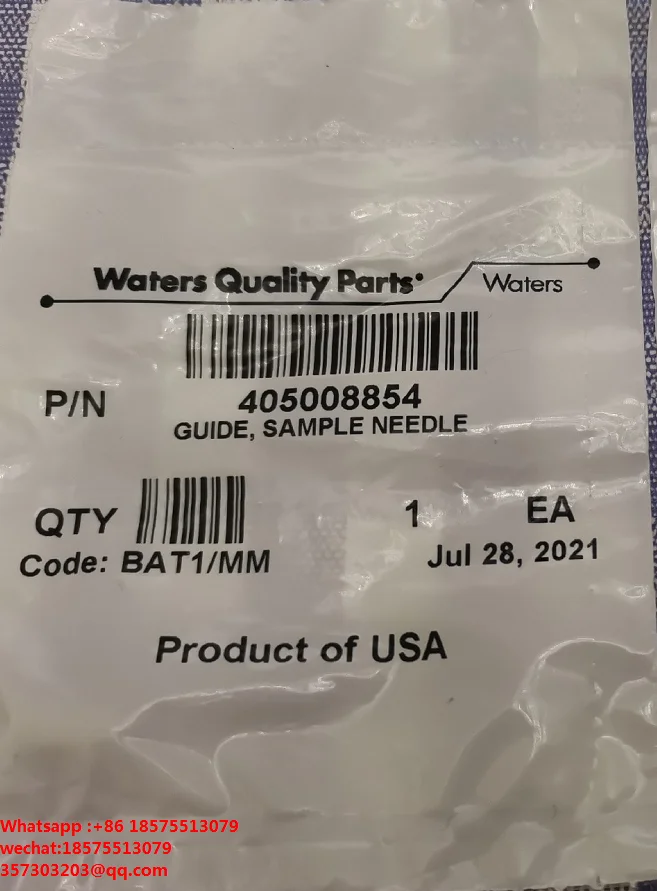 Waters Quality Parts• Waters
P/N 405008854
GUIDE, SAMPLE NEEDLE
QTY 1 EA
Code: BAT1/MM Jul 28, 2021
Product of USA
Whatsapp :+86 18575513079
wechat:18575513079
357303203@qq.com